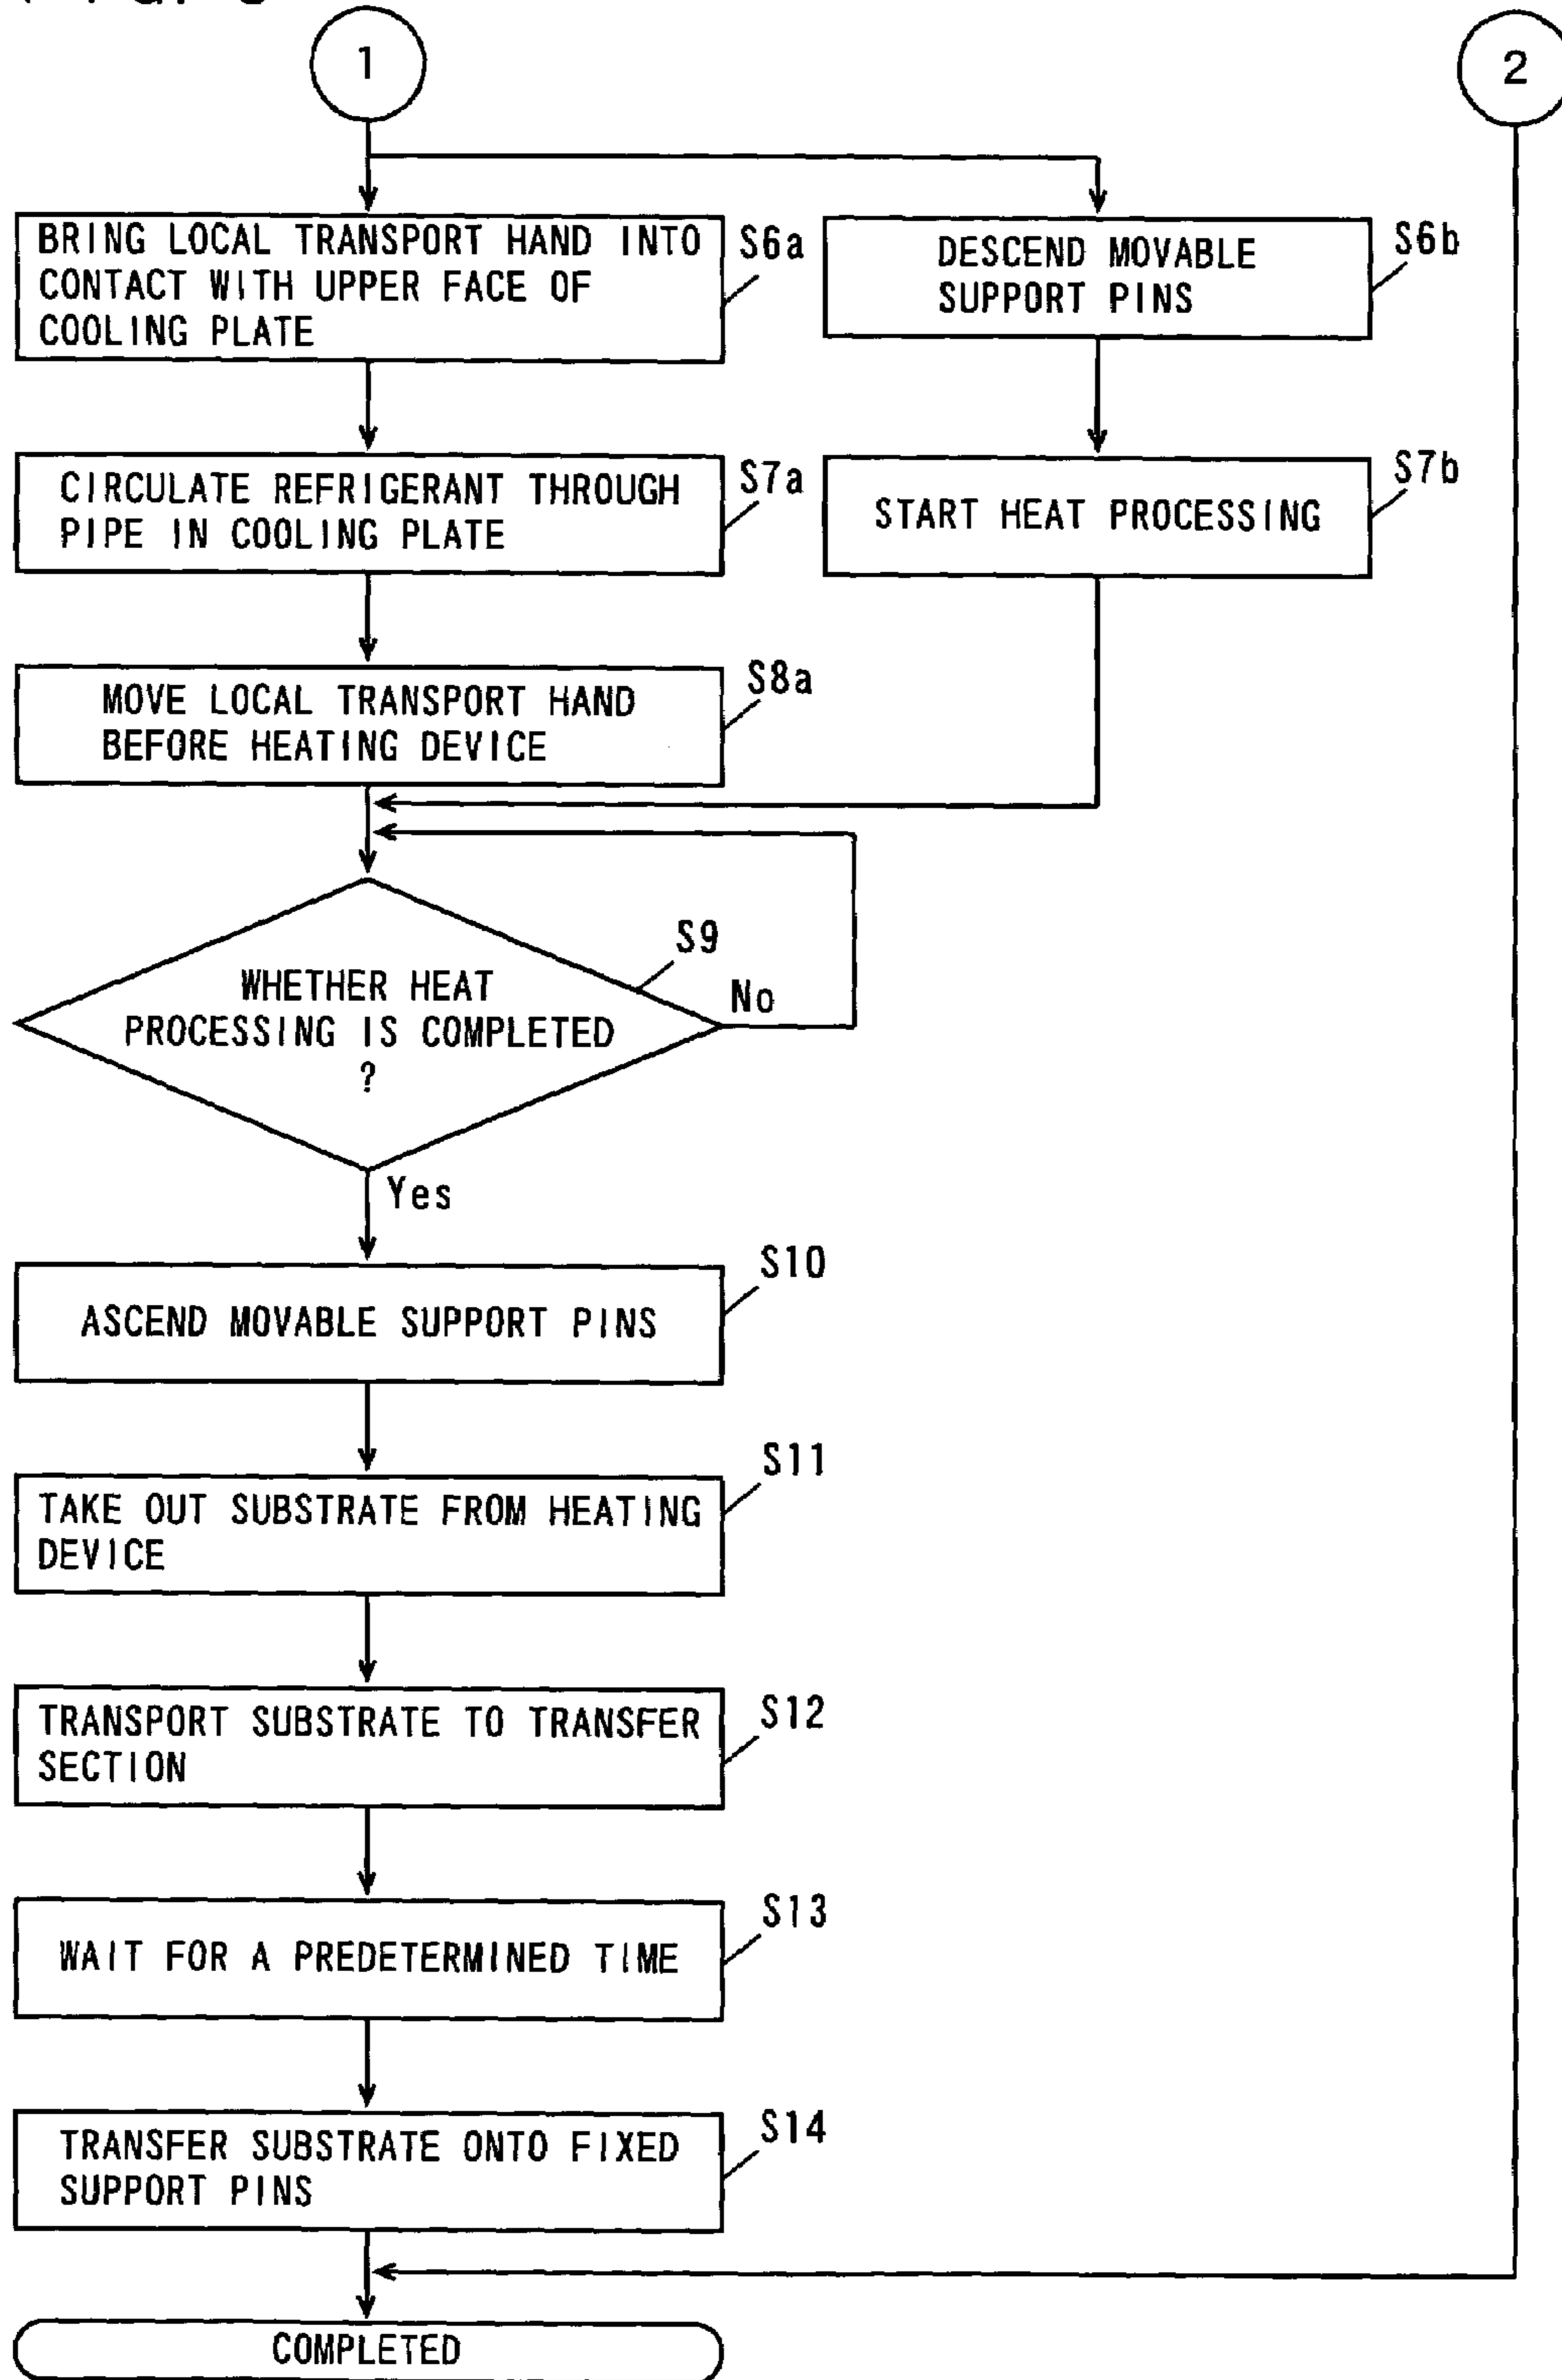 1
2
BRING LOCAL TRANSPORT HAND INTO
CONTACT WITH UPPER FACE OF
COOLING PLATE
S6a
DESCEND MOVABLE
SUPPORT PINS
S6b
CIRCULATE REFRIGERANT THROUGH
PIPE IN COOLING PLATE
S7a
START HEAT PROCESSING
S7b
MOVE LOCAL TRANSPORT HAND
BEFORE HEATING DEVICE
S8a
WHETHER HEAT
PROCESSING IS COMPLETED
?
S9
No
Yes
ASCEND MOVABLE SUPPORT PINS
S10
TAKE OUT SUBSTRATE FROM HEATING
DEVICE
S11
TRANSPORT SUBSTRATE TO TRANSFER
SECTION
S12
WAIT FOR A PREDETERMINED TIME
S13
TRANSFER SUBSTRATE ONTO FIXED
SUPPORT PINS
S14
COMPLETED